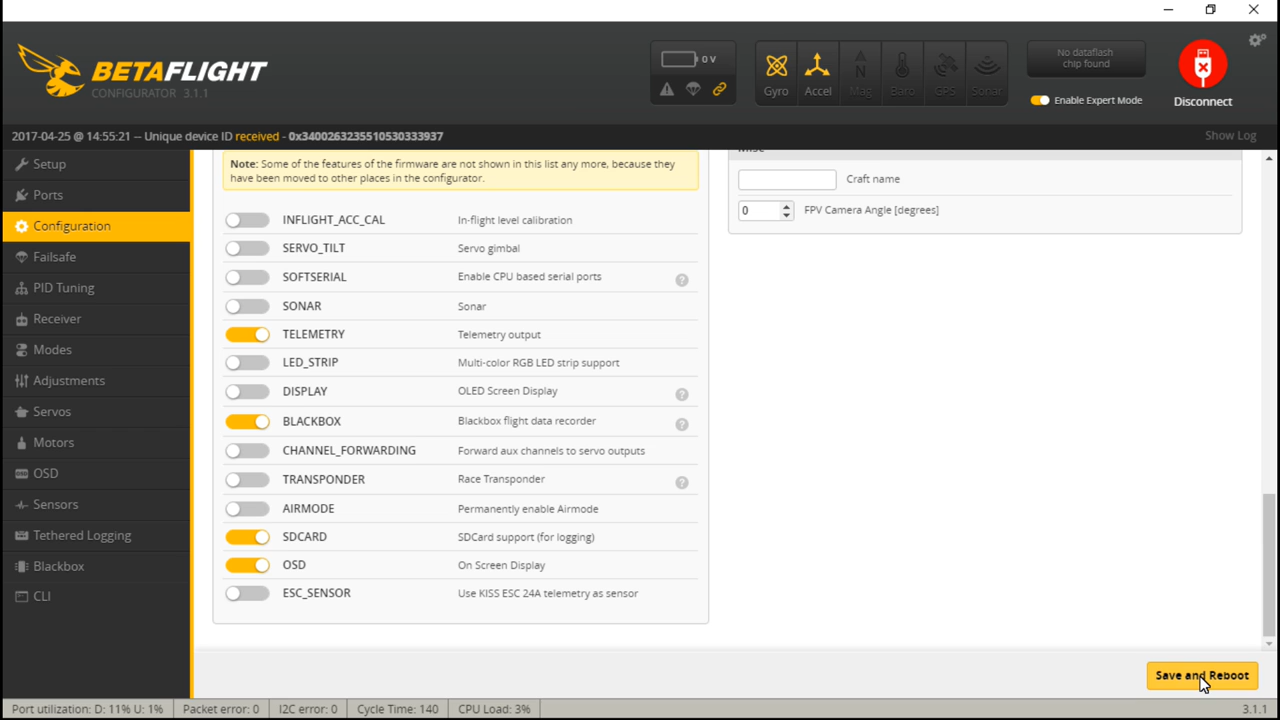 BETAFLIGHT
CONFIGURATOR 3.1.1
0 V
Gyro
Accel
Mag
Baro
GPS
Sonar
No dataflash
chip found
Enable Expert Mode
Disconnect
2017-04-25 @ 14:55:21 -- Unique device ID received - 0x3400263235510530333937
Show Log
Setup
Ports
Configuration
Failsafe
PID Tuning
Receiver
Modes
Adjustments
Servos
Motors
OSD
Sensors
Tethered Logging
Blackbox
CLI
Note: Some of the features of the firmware are not shown in this list any more, because they
have been moved to other places in the configurator.
INFLIGHT_ACC_CAL In-flight level calibration
SERVO_TILT Servo gimbal
SOFTSERIAL Enable CPU based serial ports ?
SONAR Sonar
TELEMETRY Telemetry output
LED_STRIP Multi-color RGB LED strip support
DISPLAY OLED Screen Display ?
BLACKBOX Blackbox flight data recorder ?
CHANNEL_FORWARDING Forward aux channels to servo outputs
TRANSPONDER Race Transponder ?
AIRMODE Permanently enable Airmode
SDCARD SDCard support (for logging)
OSD On Screen Display
ESC_SENSOR Use KISS ESC 24A telemetry as sensor
Misc
Craft name
0 FPV Camera Angle [degrees]
Save and Reboot
Port utilization: D: 11% U: 1% Packet error: 0 I2C error: 0 Cycle Time: 140 CPU Load: 3% 3.1.1